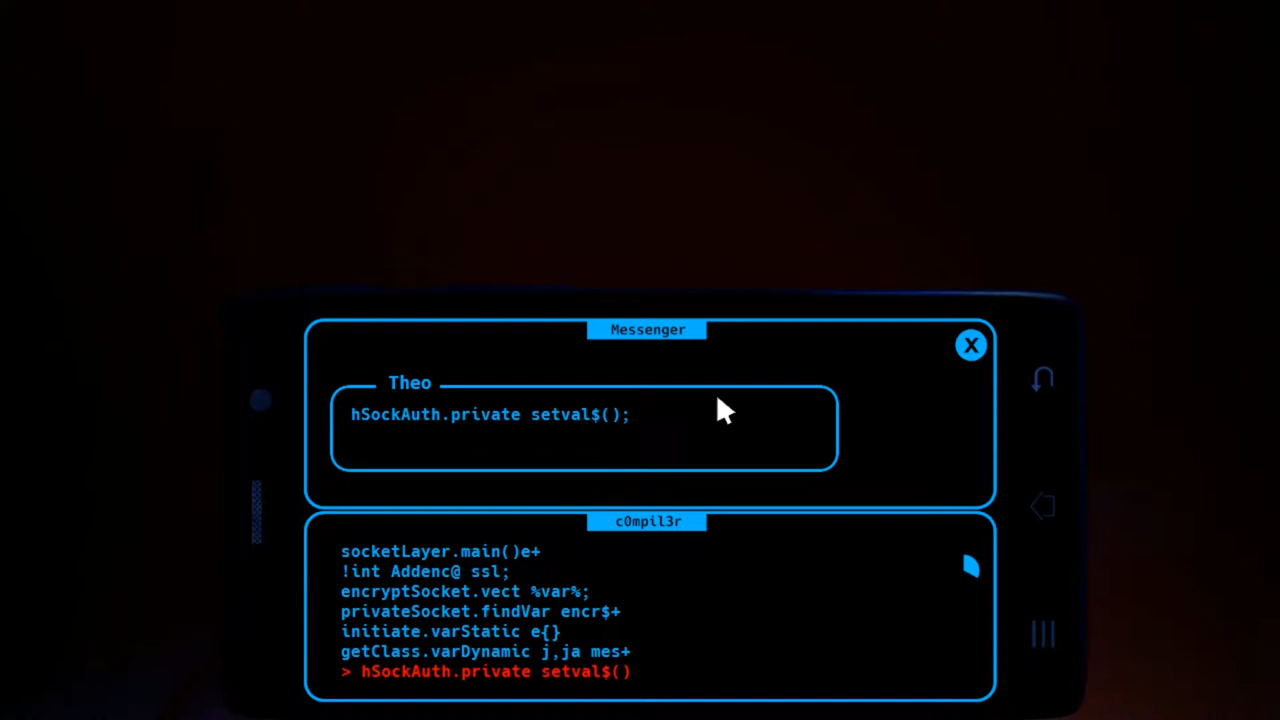 Messenger
X
Theo
hSockAuth.private setval$();
c0mpil3r
socketLayer.main()e+
!int Addenc@ ssl;
encryptSocket.vect %var%;
privateSocket.findVar encr$+
initiate.varStatic e{}
getClass.varDynamic j,ja mes+
> hSockAuth.private setval$()